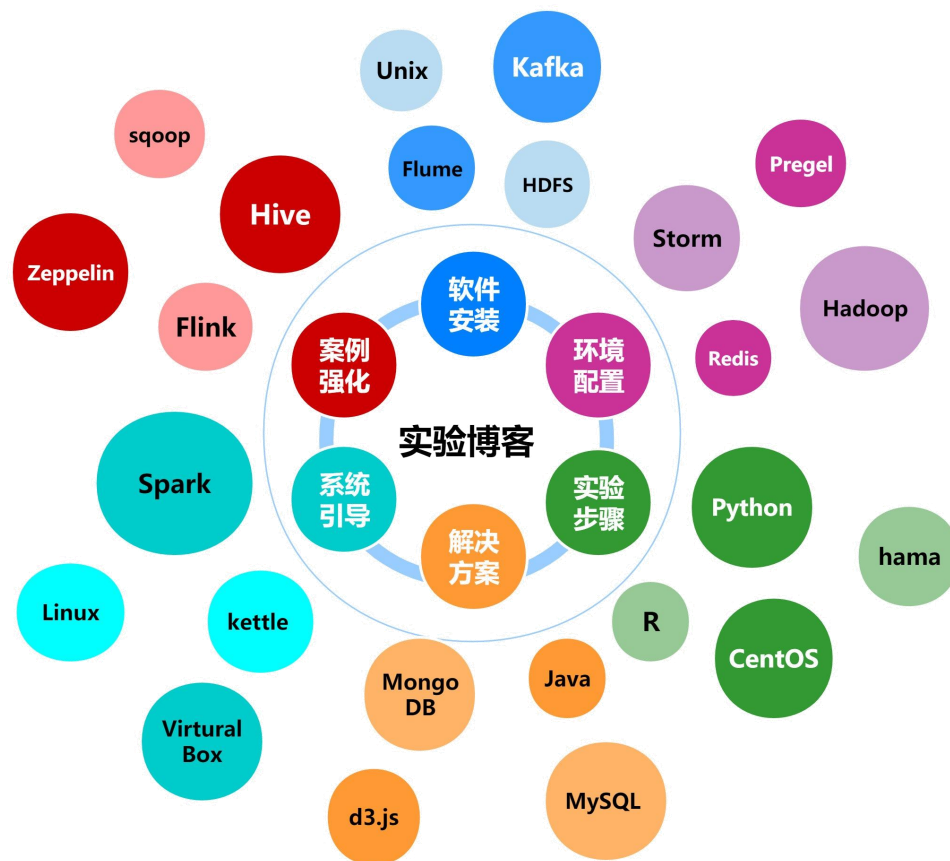 Unix
Kafka
sqoop
Flume
HDFS
Pregel
Hive
Storm
Zeppelin
Flink
Hadoop
Redis
软件
安装
案例
强化
环境
配置
实验博客
系统
引导
实验
步骤
解决
方案
Spark
Python
hama
Linux
kettle
R
CentOS
Mongo
DB
Java
Virtural
Box
d3.js
MySQL